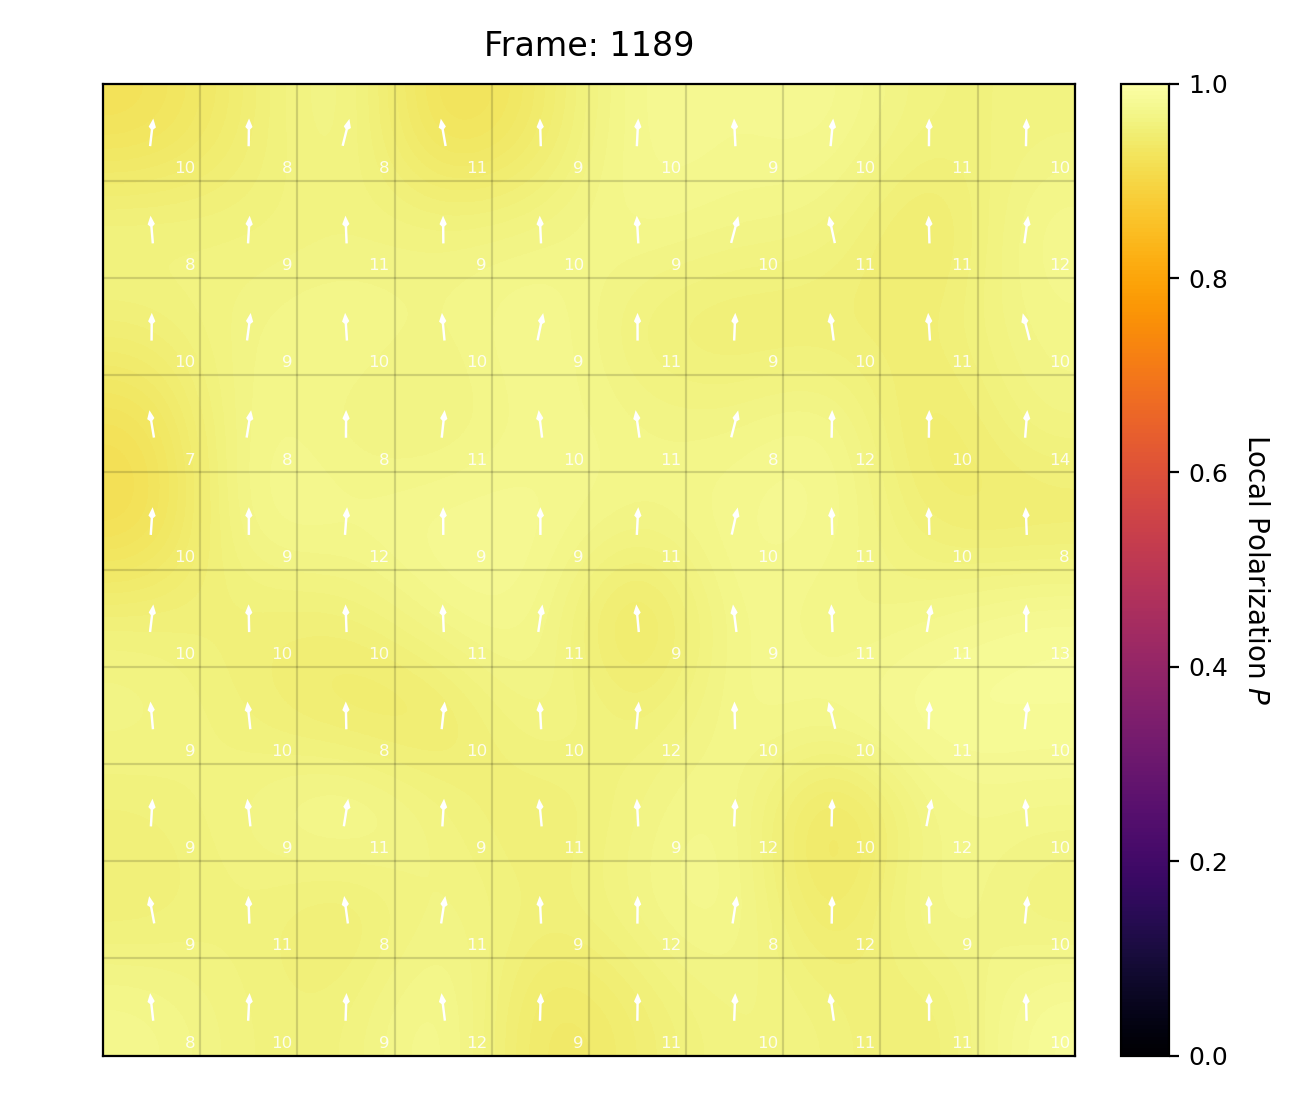 Frame: 1189
10 8 8 11 9 10 9 10 11 10
8 9 11 9 10 9 10 11 11 12
10 9 10 10 9 11 9 10 11 10
7 8 8 11 10 11 8 12 10 14
10 9 12 9 9 11 10 11 10 8
10 10 10 11 11 9 9 11 11 13
9 10 8 10 10 12 10 10 11 10
9 9 11 9 11 9 12 10 12 10
9 11 8 11 9 12 8 12 9 10
8 10 9 12 9 11 10 11 11 10
1.0
0.8
0.6
0.4
0.2
0.0
Local Polarization P